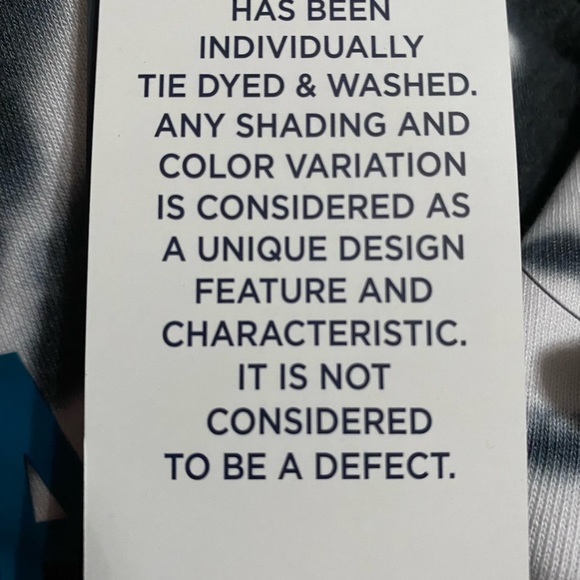 HAS BEEN
INDIVIDUALLY
TIE DYED & WASHED.
ANY SHADING AND
COLOR VARIATION
IS CONSIDERED AS
A UNIQUE DESIGN
FEATURE AND
CHARACTERISTIC.
IT IS NOT
CONSIDERED
TO BE A DEFECT.